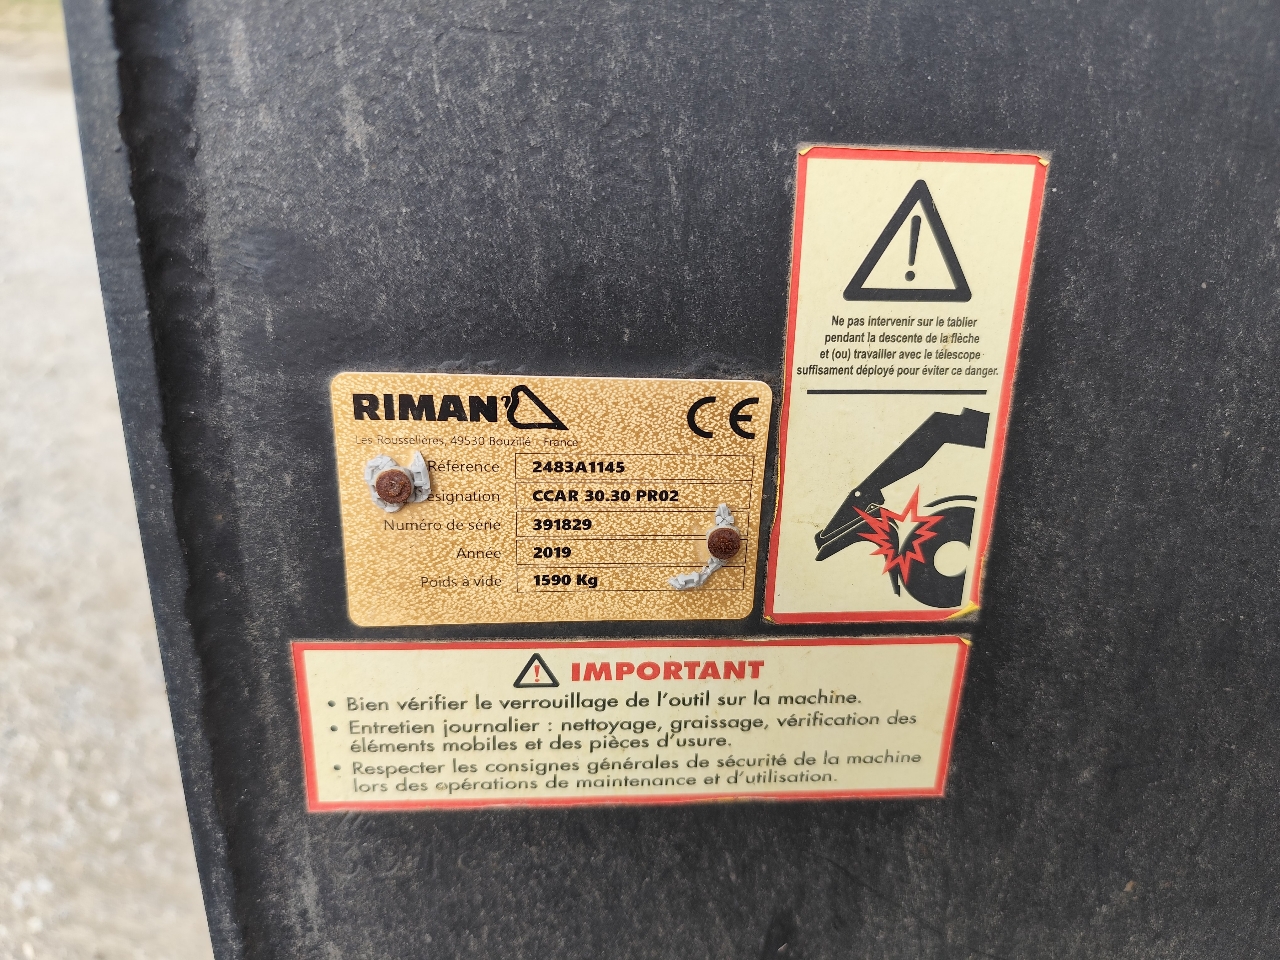 Ne pas intervenir sur le tablier
pendant la descente de la flèche
et (ou) travailler avec le télescope
suffisament déployé pour éviter ce danger.
RIMAN
CE
Les Rousselières, 49530 Bouzillé - France
Référence 2483A1145
ésignation CCAR 30.30 PR02
Numéro de série 391829
Année 2019
Poids a vide 1590 Kg
IMPORTANT
• Bien vérifier le verrouillage de l'outil sur la machine.
• Entretien journalier : nettoyage, graissage, vérification des
éléments mobiles et des pièces d'usure.
• Respecter les consignes générales de sécurité de la machine
lors des opérations de maintenance et d'utilisation.